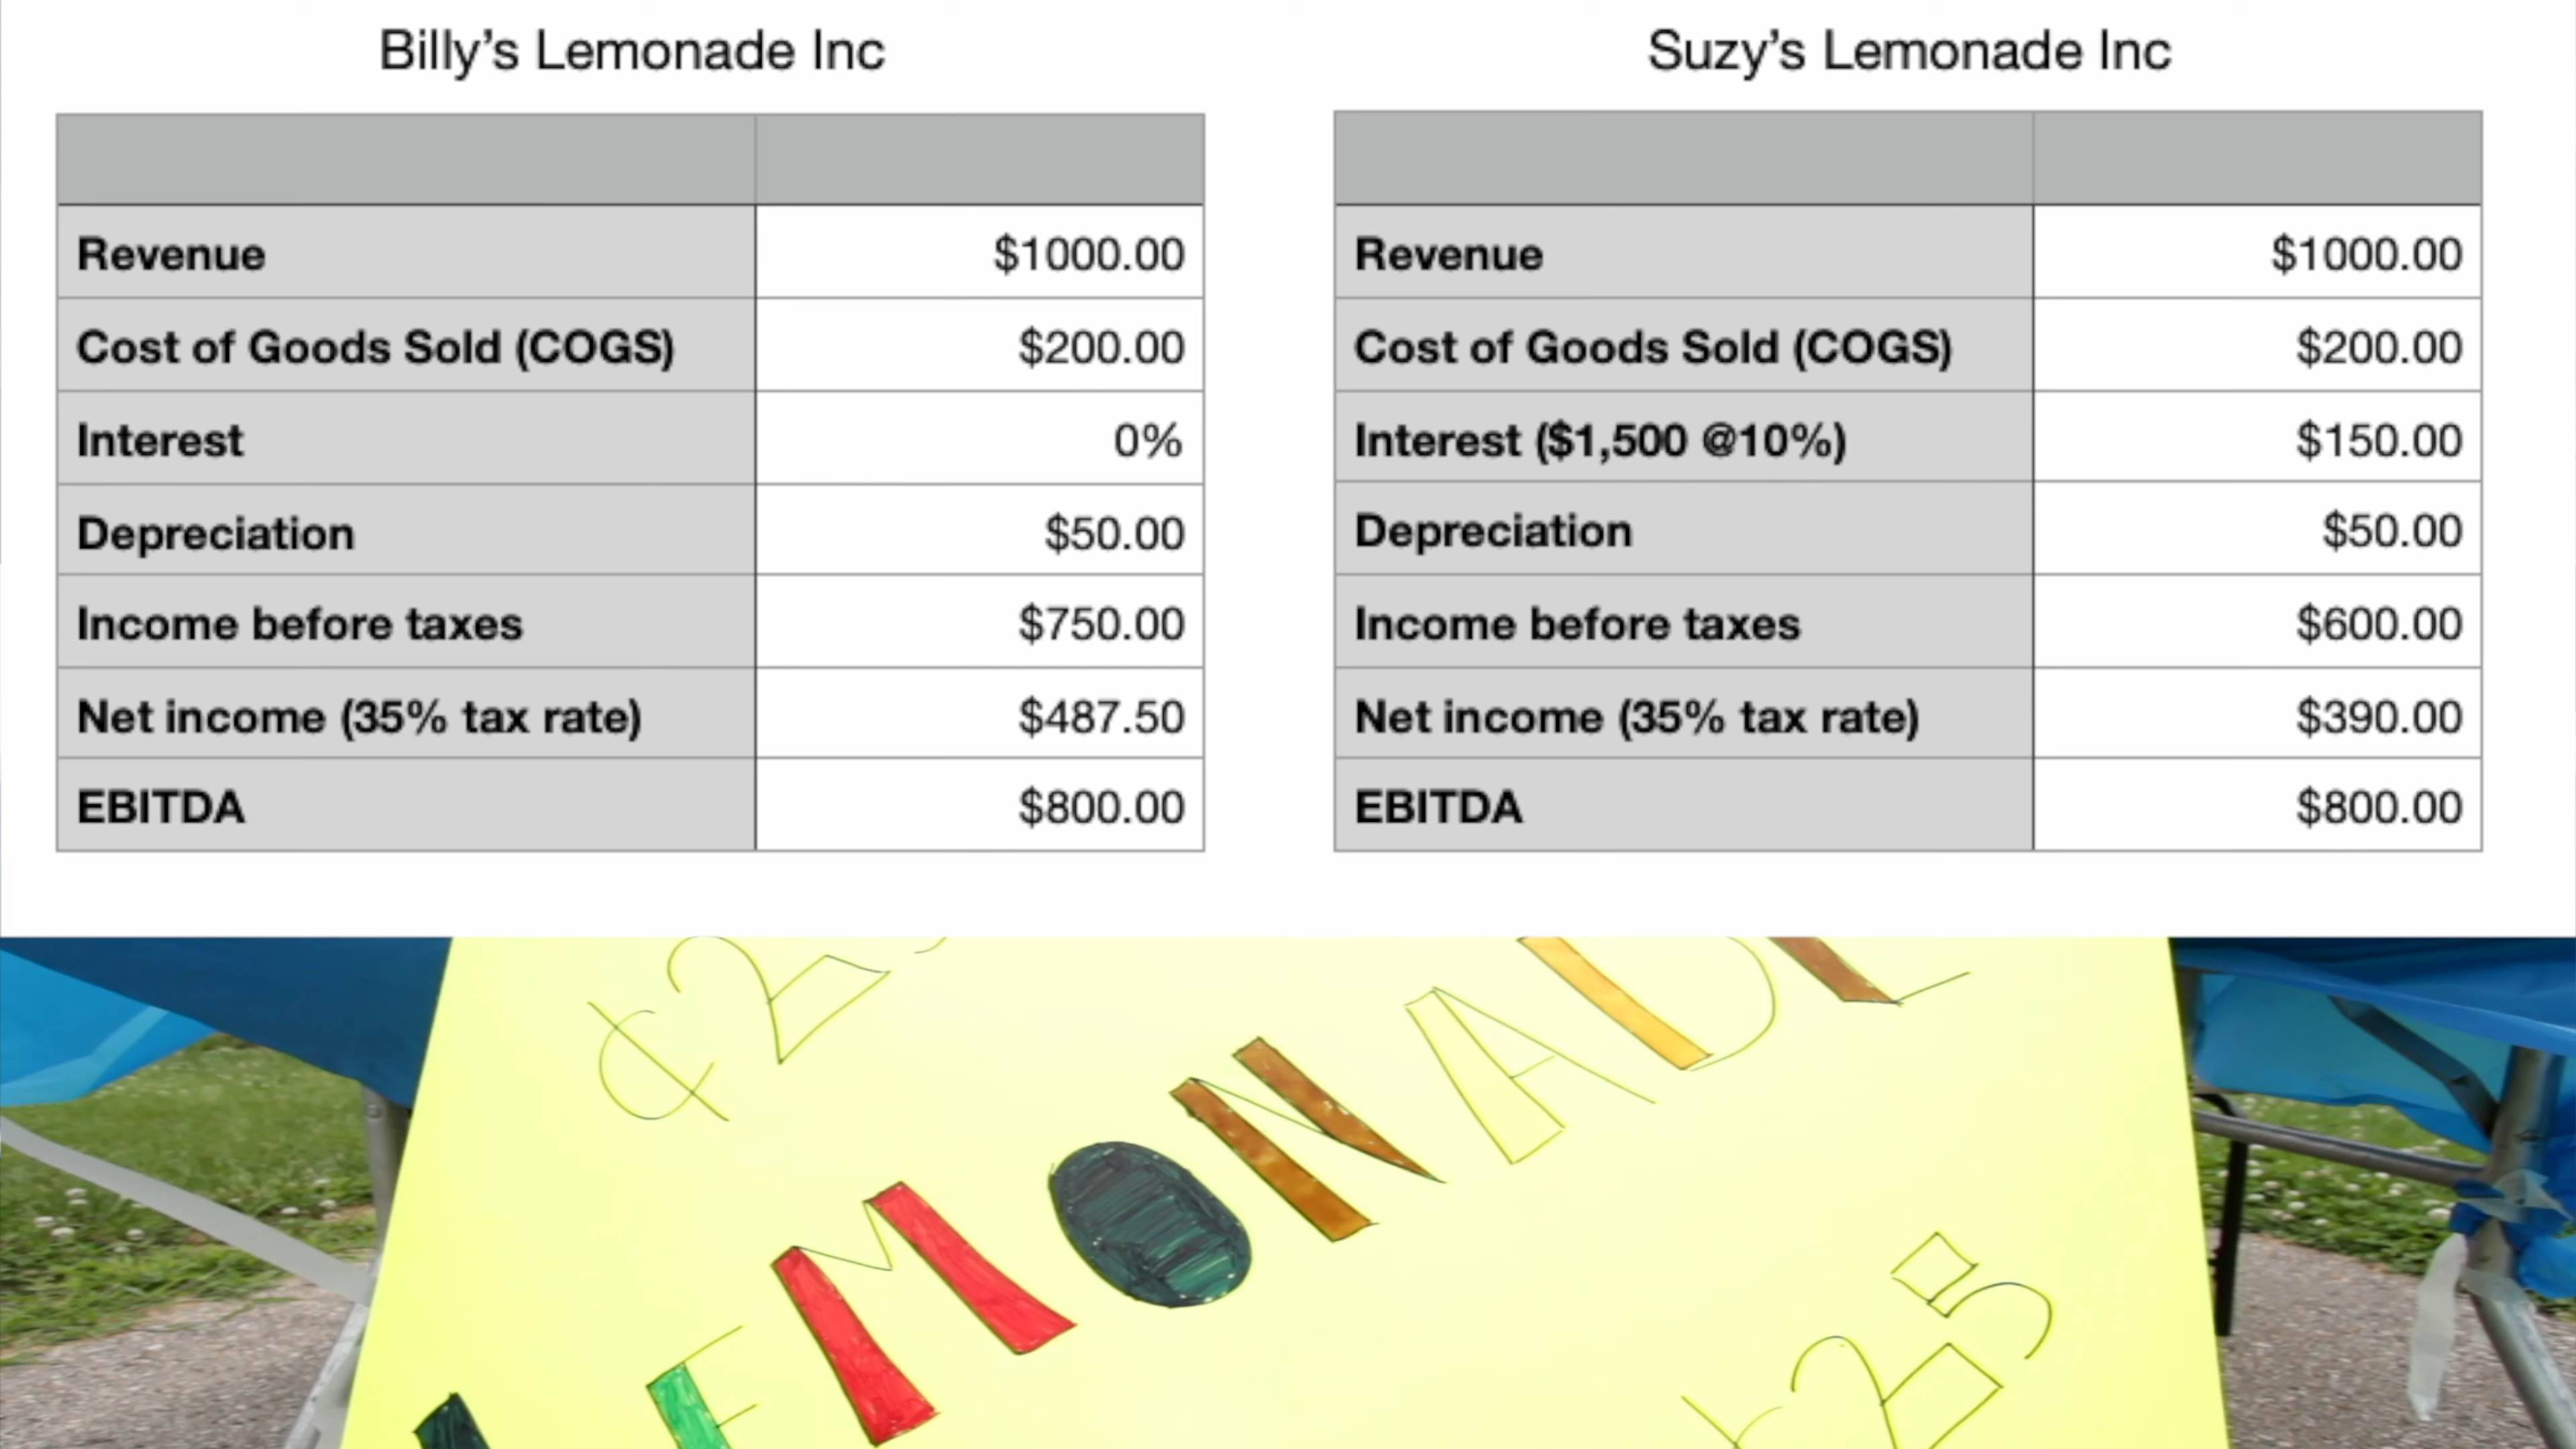 Billy's Lemonade Inc
Revenue $1000.00
Cost of Goods Sold (COGS) $200.00
Interest 0%
Depreciation $50.00
Income before taxes $750.00
Net income (35% tax rate) $487.50
EBITDA $800.00
Suzy's Lemonade Inc
Revenue $1000.00
Cost of Goods Sold (COGS) $200.00
Interest ($1,500 @10%) $150.00
Depreciation $50.00
Income before taxes $600.00
Net income (35% tax rate) $390.00
EBITDA $800.00
LEMONADE